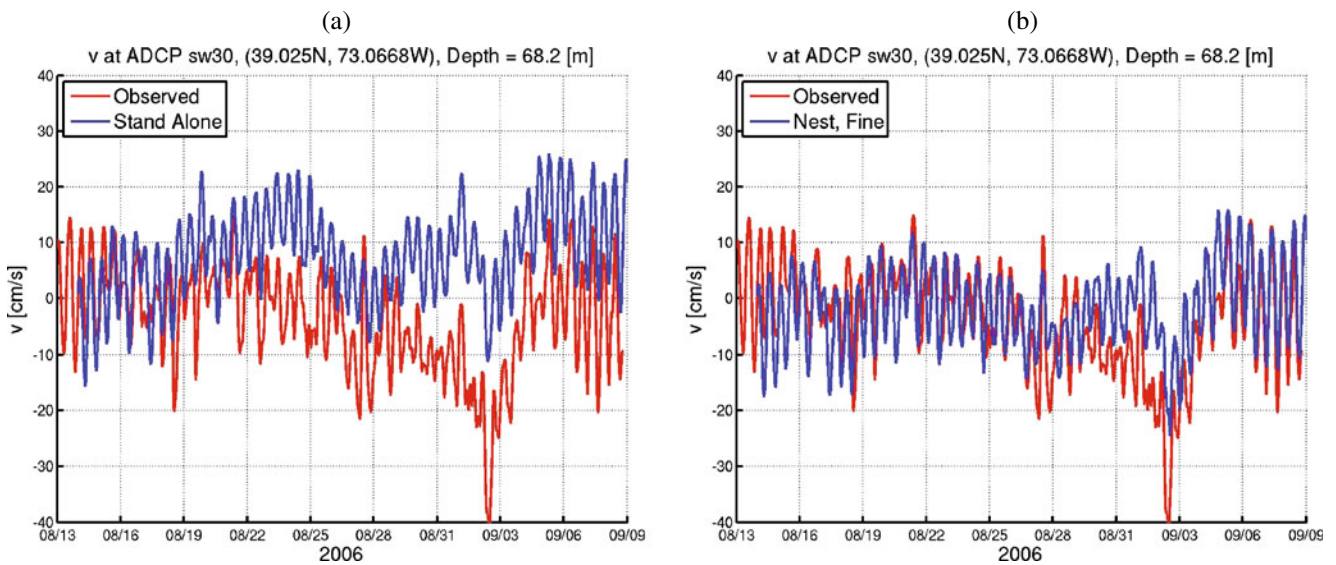 (a)
v at ADCP sw30, (39.025N, 73.0668W), Depth = 68.2 [m]
Observed
Stand Alone
40
30
20
10
0
-10
-20
-30
-40
v [cm/s]
08/13 08/16 08/19 08/22 08/25 08/28 08/31 09/03 09/06 09/09
2006
(b)
v at ADCP sw30, (39.025N, 73.0668W), Depth = 68.2 [m]
Observed
Nest, Fine
40
30
20
10
0
-10
-20
-30
-40
v [cm/s]
08/13 08/16 08/19 08/22 08/25 08/28 08/31 09/03 09/06 09/09
2006